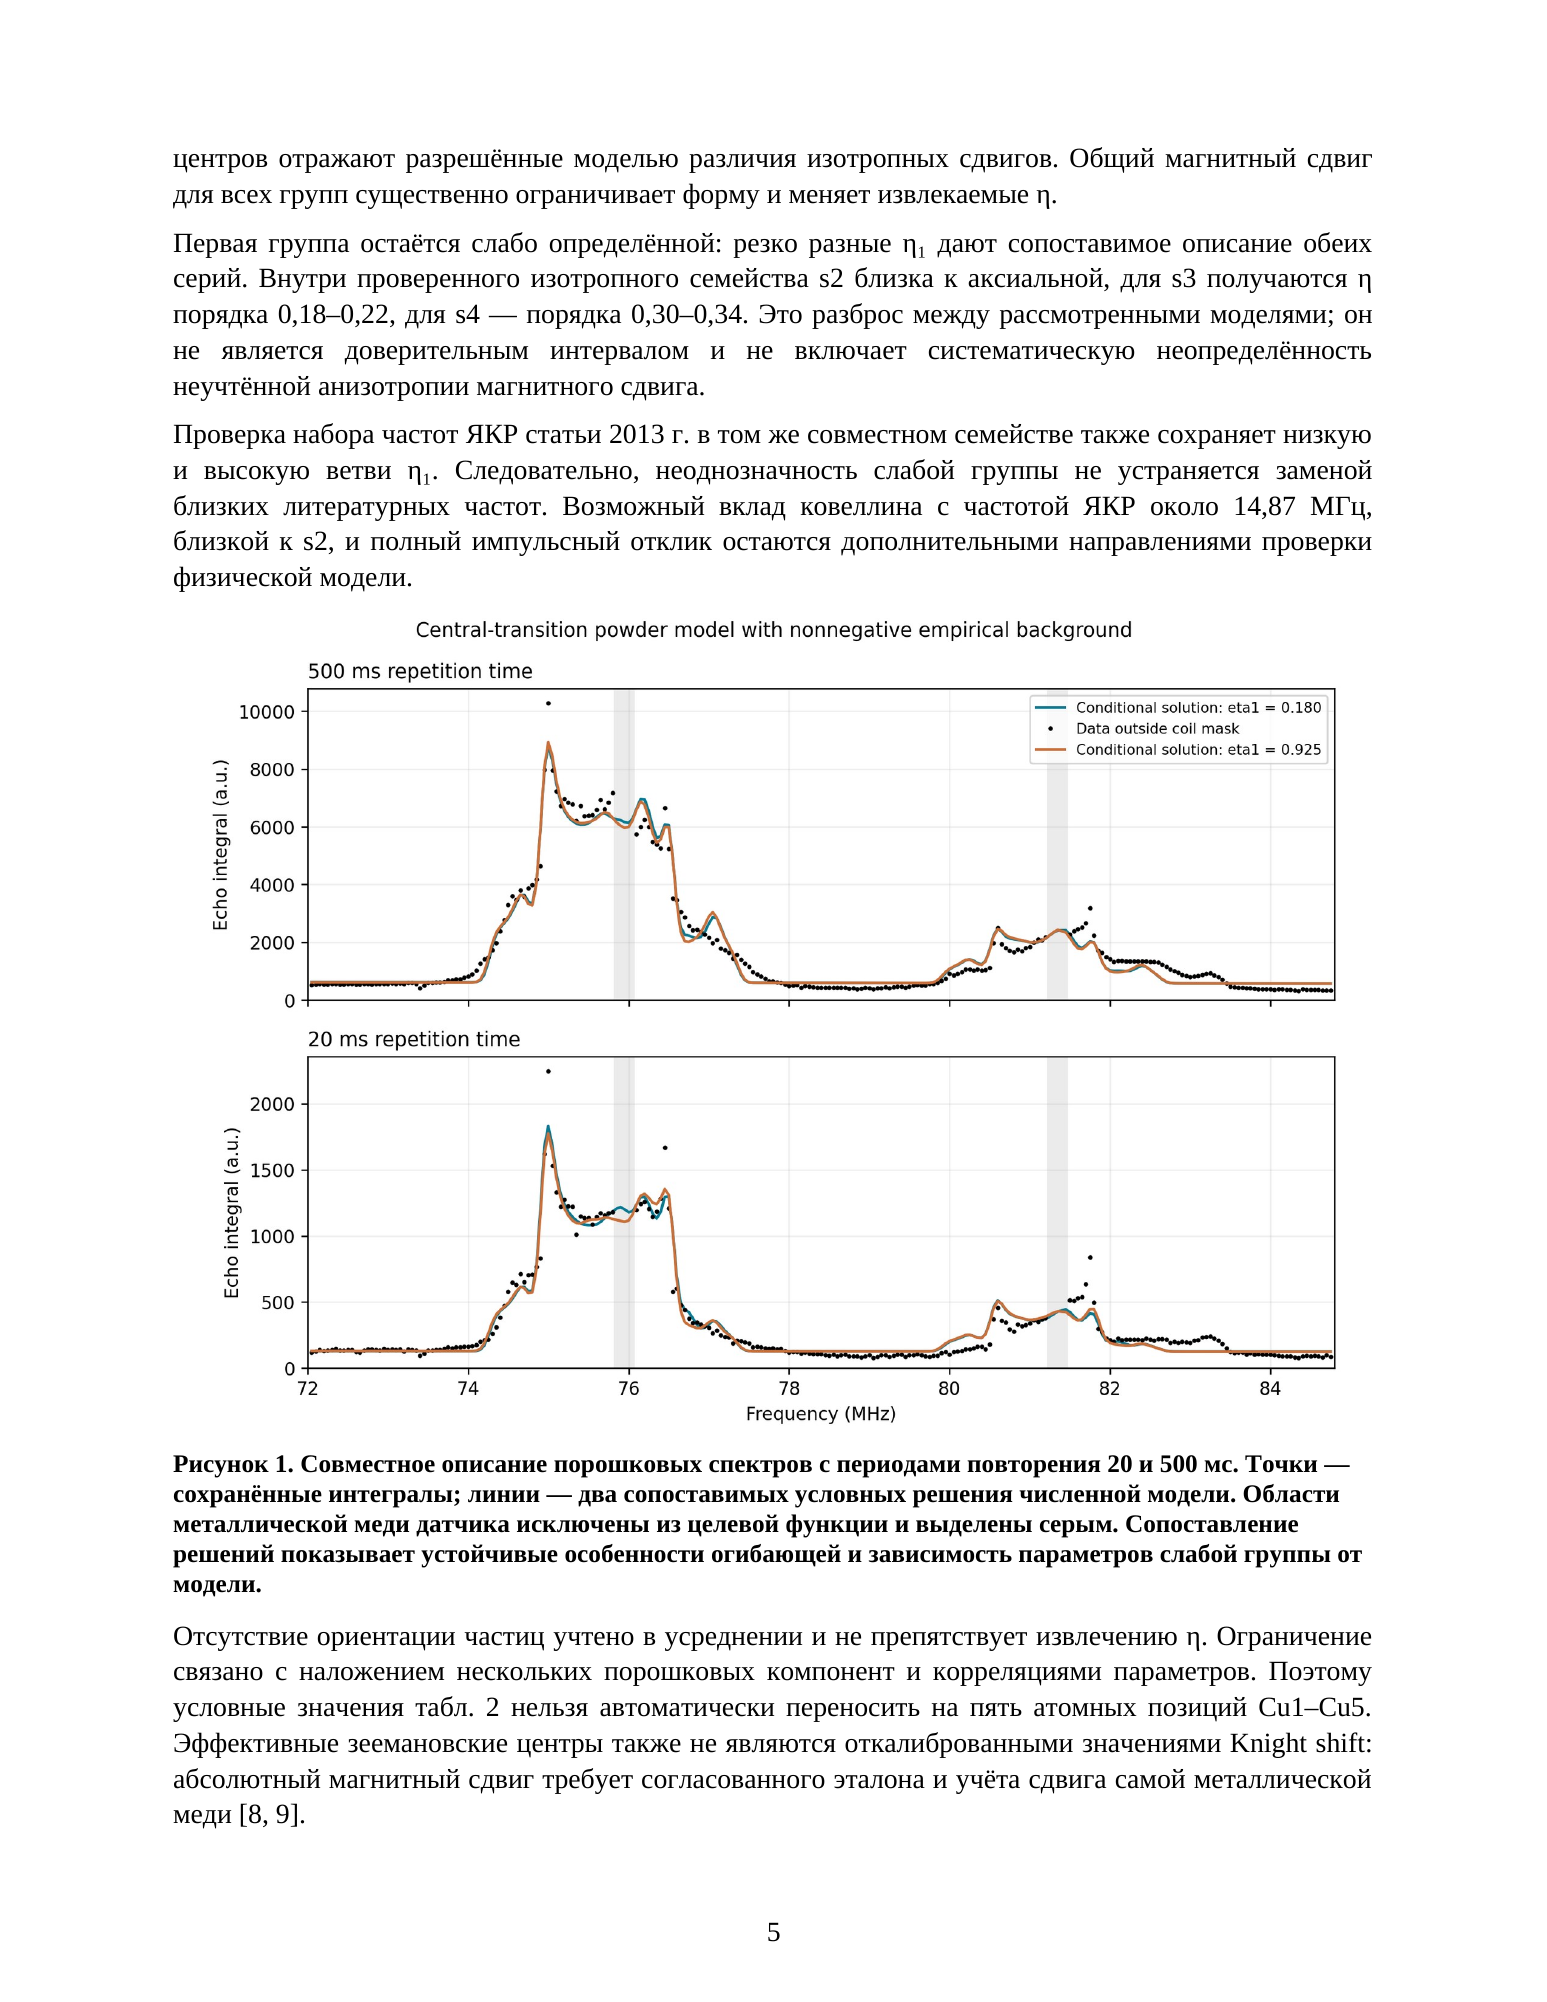 центров отражают разрешённые моделью различия изотропных сдвигов. Общий магнитный сдвиг
для всех групп существенно ограничивает форму и меняет извлекаемые η.
Первая группа остаётся слабо определённой: резко разные η₁ дают сопоставимое описание обеих
серий. Внутри проверенного изотропного семейства s2 близка к аксиальной, для s3 получаются η
порядка 0,18–0,22, для s4 — порядка 0,30–0,34. Это разброс между рассмотренными моделями; он
не является доверительным интервалом и не включает систематическую неопределённость
неучтённой анизотропии магнитного сдвига.
Проверка набора частот ЯКР статьи 2013 г. в том же совместном семействе также сохраняет низкую
и высокую ветви η₁. Следовательно, неоднозначность слабой группы не устраняется заменой
близких литературных частот. Возможный вклад ковеллина с частотой ЯКР около 14,87 МГц,
близкой к s2, и полный импульсный отклик остаются дополнительными направлениями проверки
физической модели.
Central-transition powder model with nonnegative empirical background
500 ms repetition time
10000
8000
6000
4000
2000
0
Echo integral (a.u.)
Conditional solution: eta1 = 0.180
Data outside coil mask
Conditional solution: eta1 = 0.925
20 ms repetition time
2000
1500
1000
500
0
Echo integral (a.u.)
72 74 76 78 80 82 84
Frequency (MHz)
Рисунок 1. Совместное описание порошковых спектров с периодами повторения 20 и 500 мс. Точки —
сохранённые интегралы; линии — два сопоставимых условных решения численной модели. Области
металлической меди датчика исключены из целевой функции и выделены серым. Сопоставление
решений показывает устойчивые особенности огибающей и зависимость параметров слабой группы от
модели.
Отсутствие ориентации частиц учтено в усреднении и не препятствует извлечению η. Ограничение
связано с наложением нескольких порошковых компонент и корреляциями параметров. Поэтому
условные значения табл. 2 нельзя автоматически переносить на пять атомных позиций Cu1–Cu5.
Эффективные зеемановские центры также не являются откалиброванными значениями Knight shift:
абсолютный магнитный сдвиг требует согласованного эталона и учёта сдвига самой металлической
меди [8, 9].
5